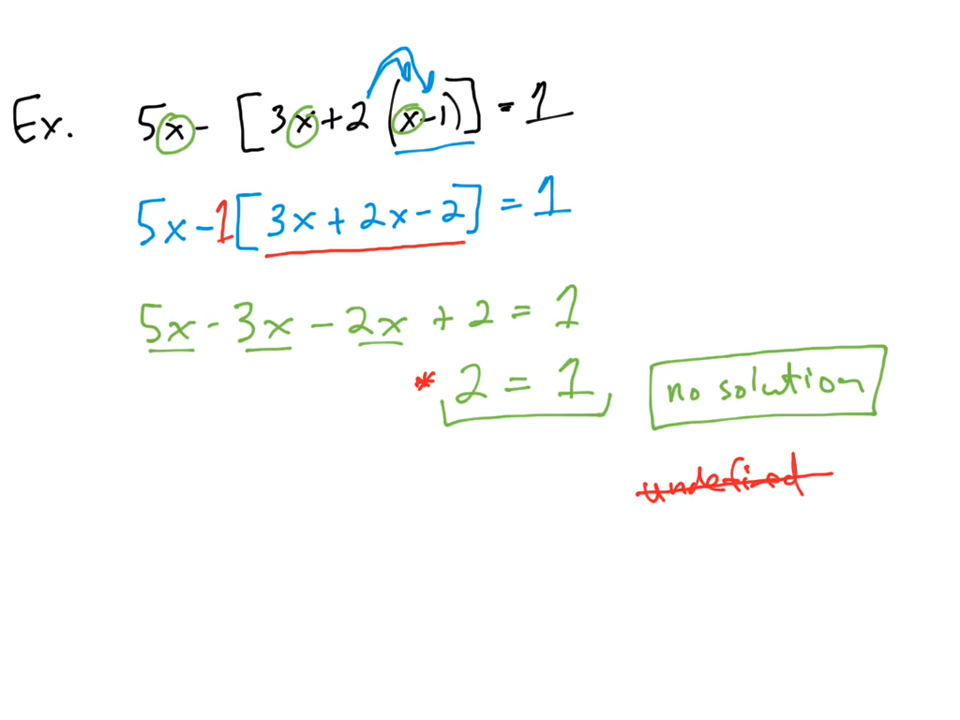 Ex. 5x - [3x + 2(x - 1)] = 1
5x - 1[3x + 2x - 2] = 1
5x - 3x - 2x + 2 = 1
* 2 = 1 no solution
undefined